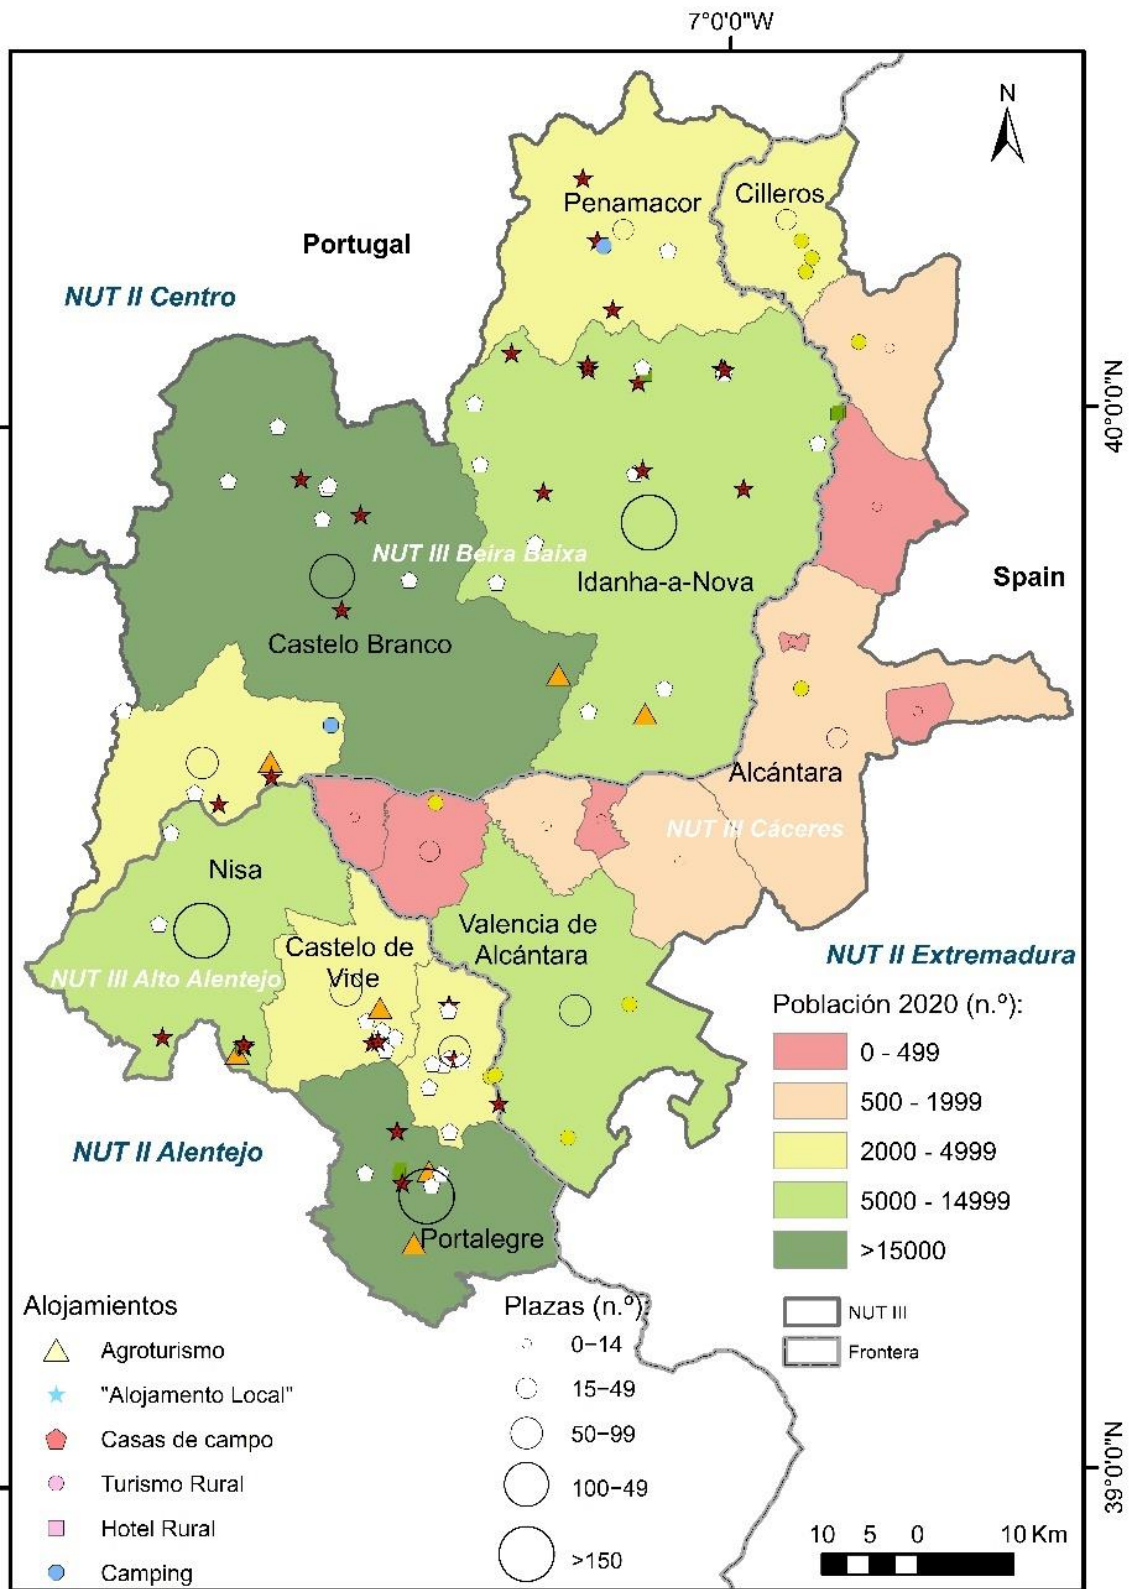 7°0'0"W
N
Cilleros
Penamacor
Portugal
NUT II Centro
40°0'0"N
NUT III Beira Baixa
Spain
Idanha-a-Nova
Castelo Branco
Alcántara
NUT III Cáceres
Nisa
Valencia de
Alcántara
Castelo de
Vide
NUT II Extremadura
NUT III Alto Alentejo
NUT II Alentejo
Portalegre
Población 2020 (n.º):
0 - 499
500 - 1999
2000 - 4999
5000 - 14999
>15000
NUT III
Frontera
Alojamientos
Agroturismo
"Alojamento Local"
Casas de campo
Turismo Rural
Hotel Rural
Camping
Plazas (n.º):
0–14
15–49
50–99
100–49
>150
39°0'0"N
10 5 0 10 Km